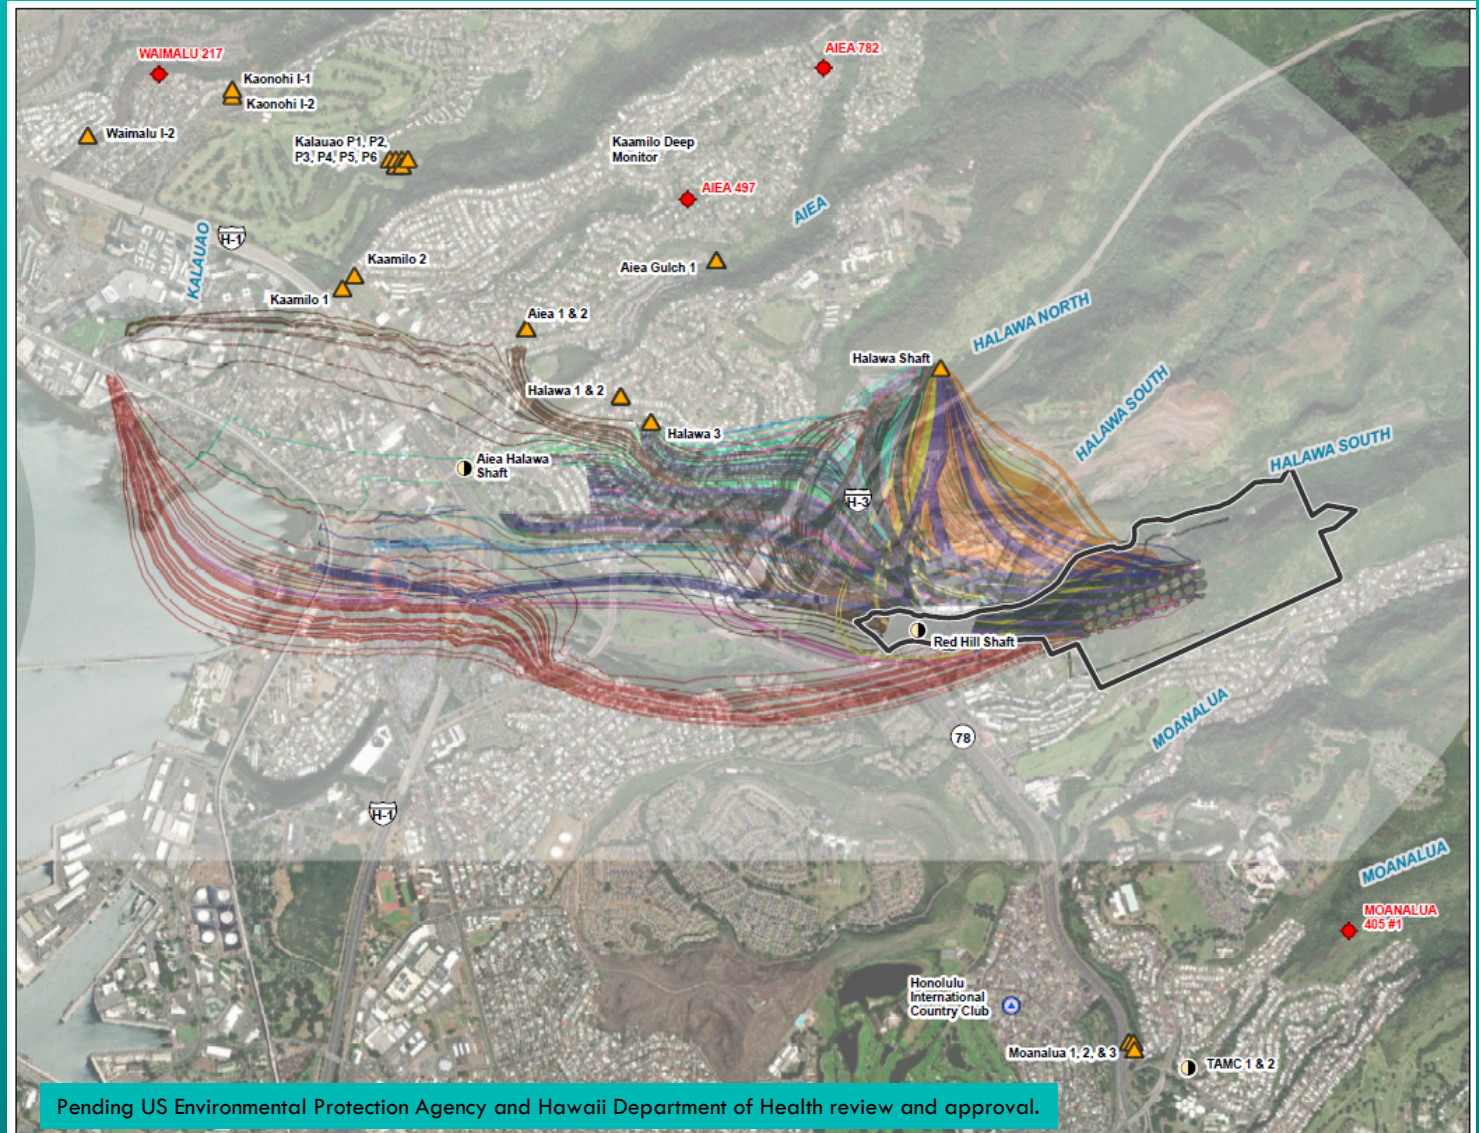 WAIMALU 217
AIEA 782
Kaonohi I-1
Kaonohi I-2
Waimalu I-2
Kalauao P1, P2,
P3, P4, P5, P6
Kaamilo Deep
Monitor
AIEA 497
AIEA
KALAUAO
H-1
Kaamilo 2
Aiea Gulch 1
Kaamilo 1
Aiea 1 & 2
HALAWA NORTH
Halawa Shaft
Halawa 1 & 2
HALAWA SOUTH
Halawa 3
HALAWA SOUTH
Aiea Halawa
Shaft
H-3
Red Hill Shaft
MOANALUA
78
H-1
MOANALUA
MOANALUA
405 #1
Honolulu
International
Country Club
Moanalua 1, 2, & 3
TAMC 1 & 2
Pending US Environmental Protection Agency and Hawaii Department of Health review and approval.